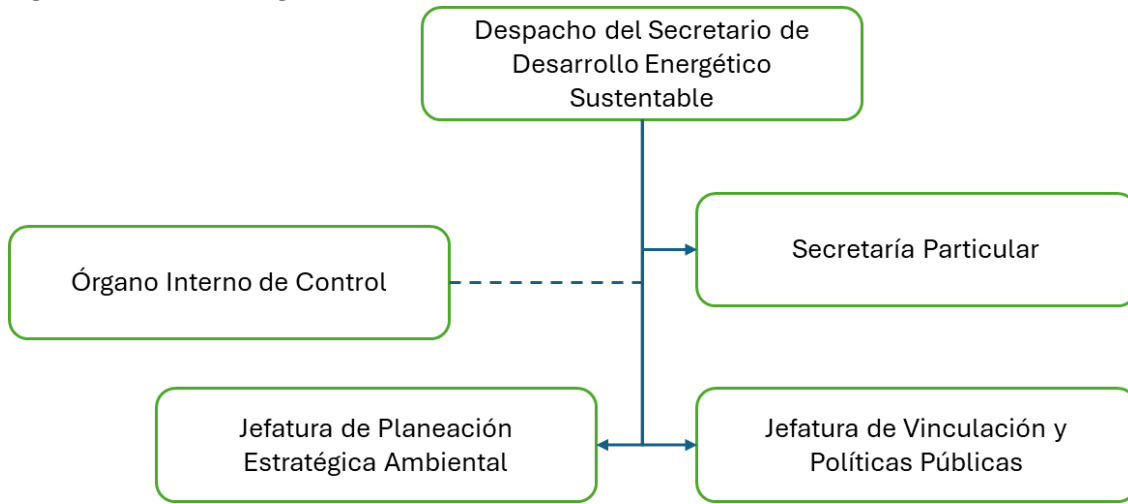 Despacho del Secretario de
Desarrollo Energético
Sustentable
Secretaría Particular
Órgano Interno de Control
Jefatura de Planeación
Estratégica Ambiental
Jefatura de Vinculación y
Políticas Públicas